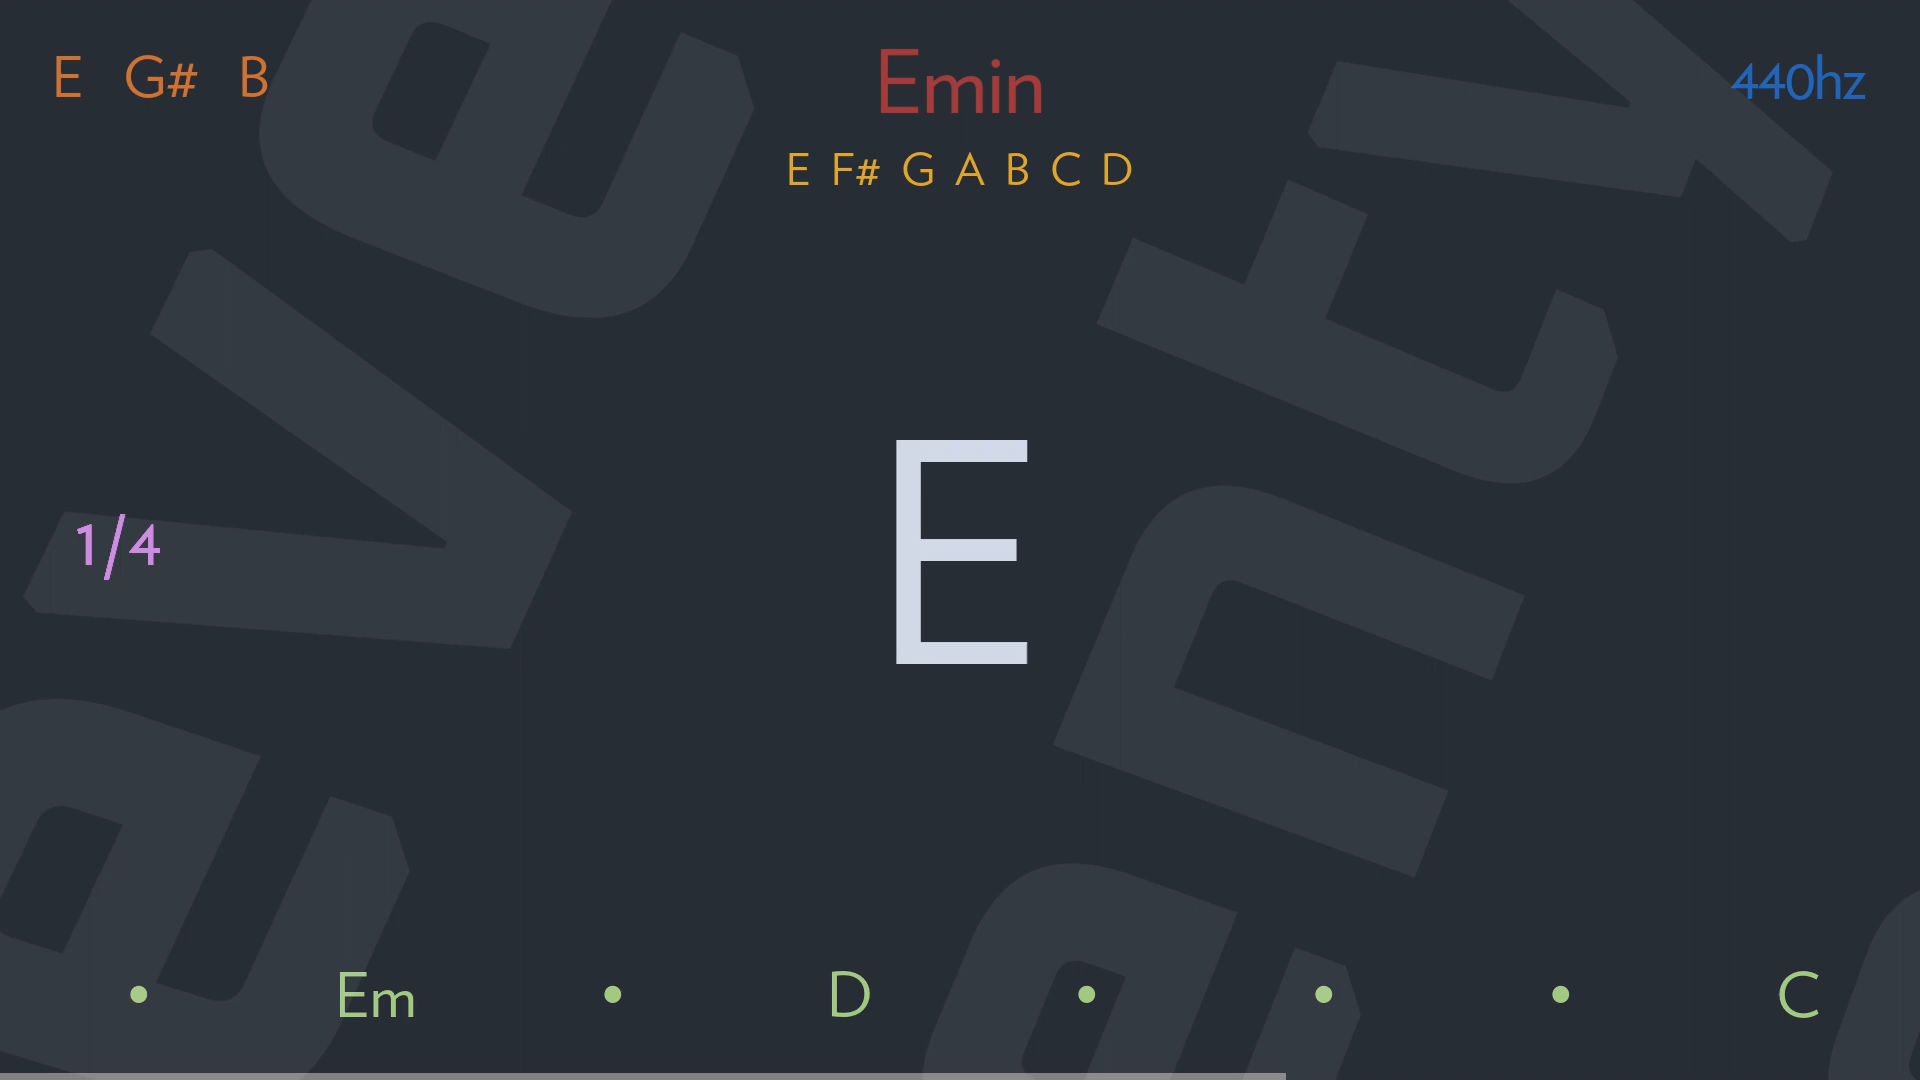 E G# B
Emin
440hz
E F# G A B C D
E
1/4
• Em • D • • • C